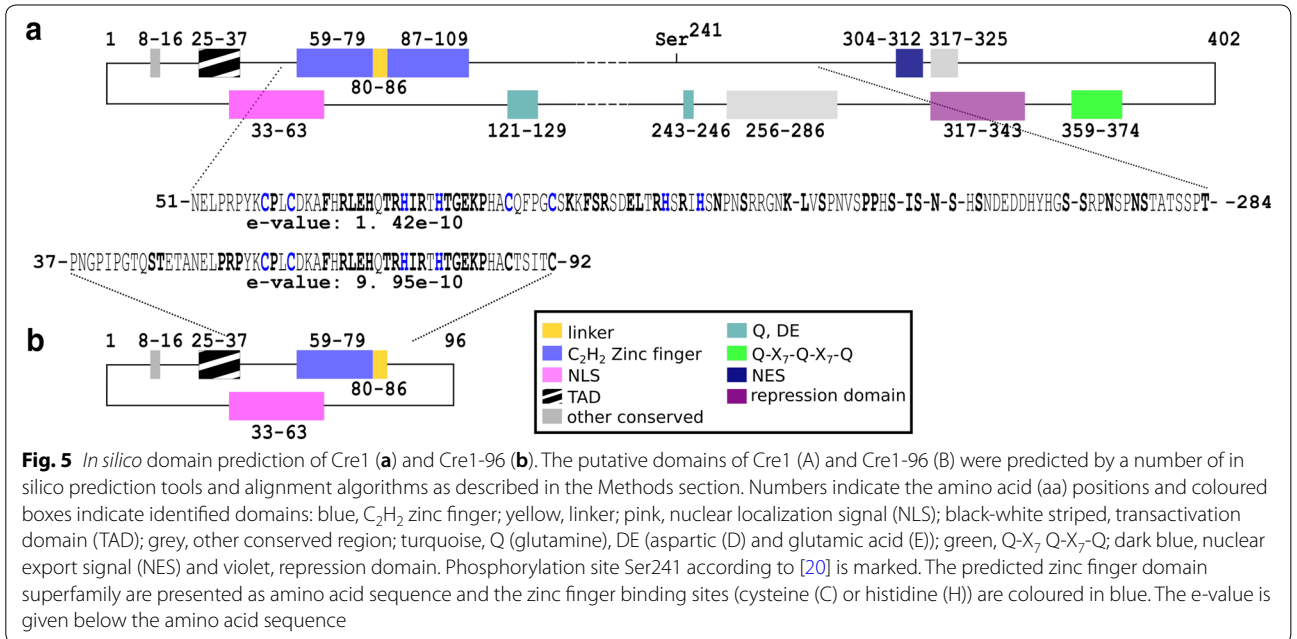 a
1 8-16 25-37 59-79 87-109 Ser241 304-312 317-325 402
80-86
33-63 121-129 243-246 256-286 317-343 359-374
51-NELPRPYKCPLCDKAFHRLEHQTRHIRTHTGEKPHACQFPGCSKKFSRSDELTRHSRIHSNPNSRRGNK-LVSPNVSPPHS-IS-N-S-HSNDEDDHYHGS-SRPNSPNSTATSSPT- -284
e-value: 1. 42e-10
37-PNGPIPGTQSTETANELPRPYKCPLCDKAFHRLEHQTRHIRTHTGEKPHACTSITC-92
e-value: 9. 95e-10
b
1 8-16 25-37 59-79 96
80-86
33-63
linker
C2H2 Zinc finger
NLS
TAD
other conserved
Q, DE
Q-X7-Q-X7-Q
NES
repression domain
Fig. 5 In silico domain prediction of Cre1 (a) and Cre1-96 (b). The putative domains of Cre1 (A) and Cre1-96 (B) were predicted by a number of in
silico prediction tools and alignment algorithms as described in the Methods section. Numbers indicate the amino acid (aa) positions and coloured
boxes indicate identified domains: blue, C2H2 zinc finger; yellow, linker; pink, nuclear localization signal (NLS); black-white striped, transactivation
domain (TAD); grey, other conserved region; turquoise, Q (glutamine), DE (aspartic (D) and glutamic acid (E)); green, Q-X7 Q-X7-Q; dark blue, nuclear
export signal (NES) and violet, repression domain. Phosphorylation site Ser241 according to [20] is marked. The predicted zinc finger domain
superfamily are presented as amino acid sequence and the zinc finger binding sites (cysteine (C) or histidine (H)) are coloured in blue. The e-value is
given below the amino acid sequence